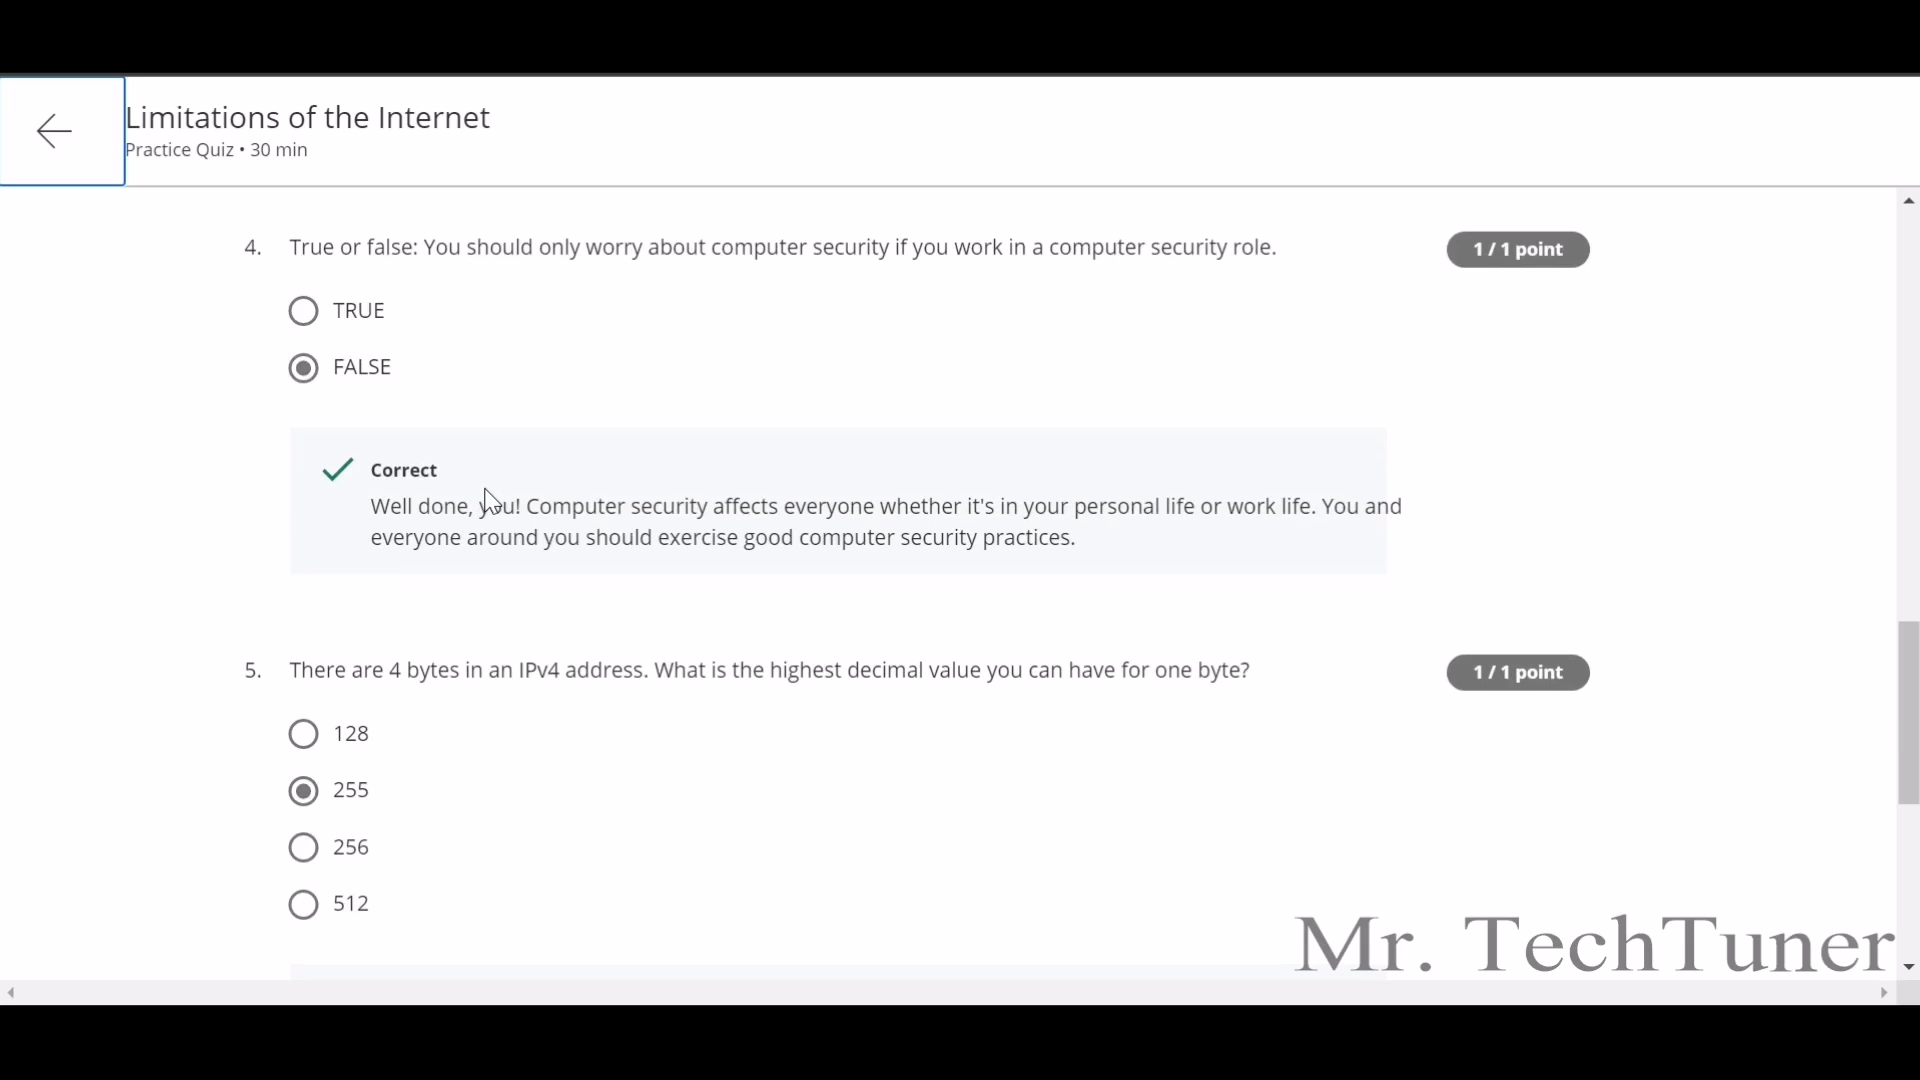 Limitations of the Internet
Practice Quiz • 30 min
4. True or false: You should only worry about computer security if you work in a computer security role. 1 / 1 point
TRUE
FALSE
Correct
Well done, you! Computer security affects everyone whether it's in your personal life or work life. You and
everyone around you should exercise good computer security practices.
5. There are 4 bytes in an IPv4 address. What is the highest decimal value you can have for one byte? 1 / 1 point
128
255
256
512
Mr. TechTuner